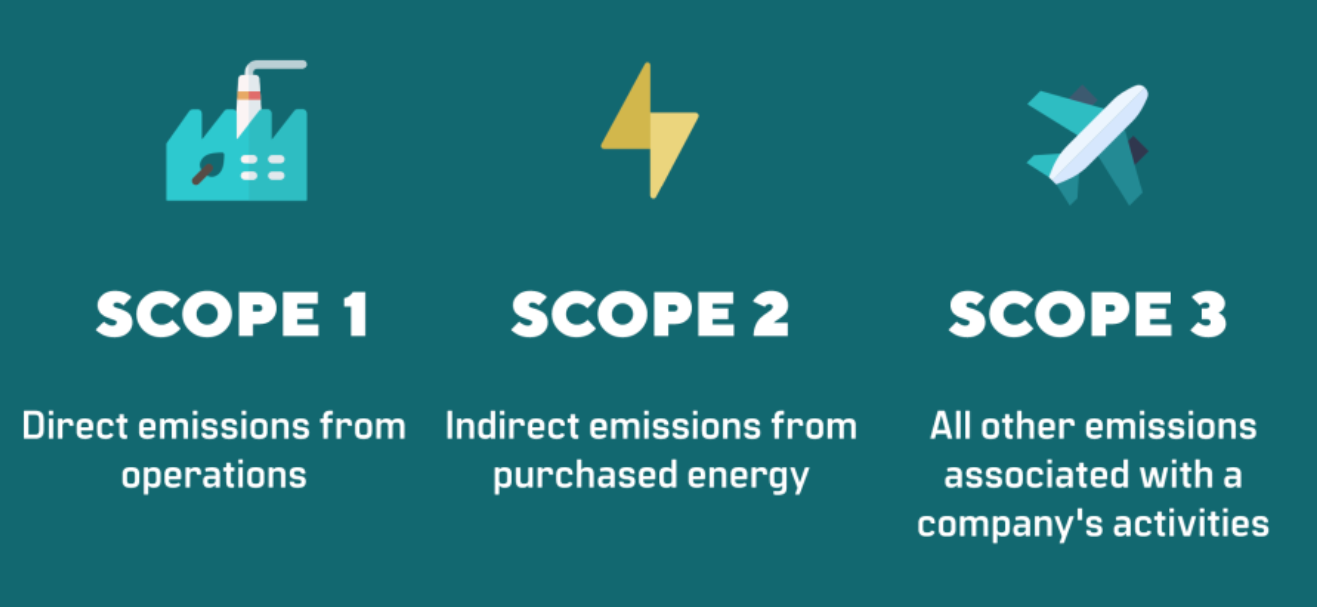 SCOPE 1
Direct emissions from
operations
SCOPE 2
Indirect emissions from
purchased energy
SCOPE 3
All other emissions
associated with a
company's activities